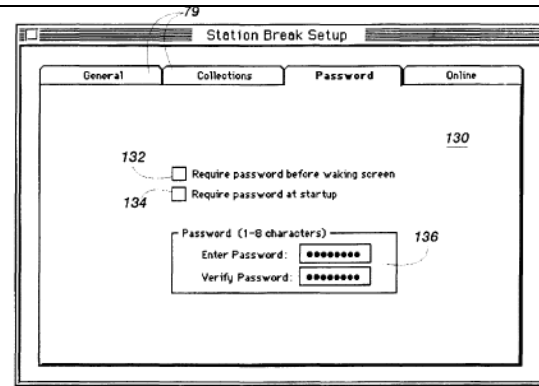 79
Station Break Setup
General Collections Password Online
130
132
Require password before waking screen
134
Require password at startup
Password (1-8 characters)
136
Enter Password: ••••••••
Verify Password: ••••••••